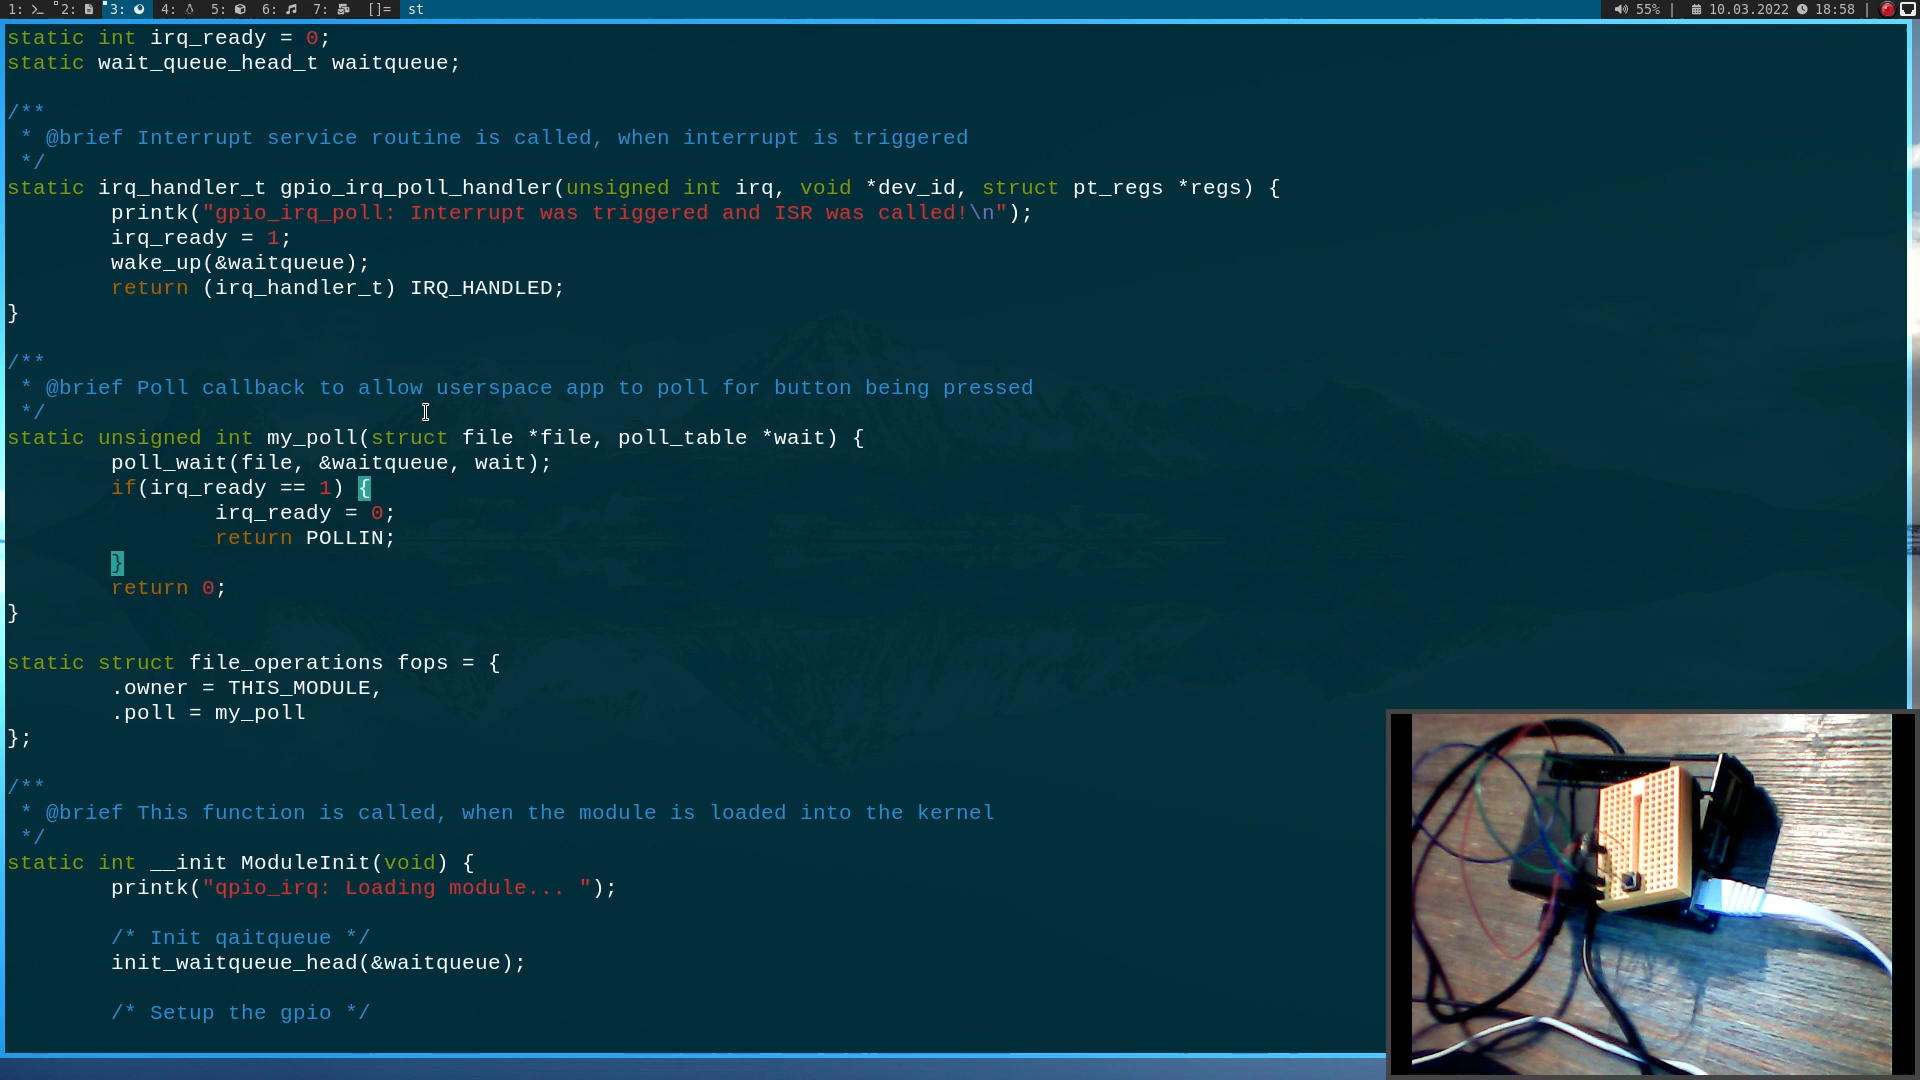 1: 2: 3: 4: 5: 6: 7: []= st 55% | 10.03.2022 18:58 |
static int irq_ready = 0;
static wait_queue_head_t waitqueue;
/**
* @brief Interrupt service routine is called, when interrupt is triggered
*/
static irq_handler_t gpio_irq_poll_handler(unsigned int irq, void *dev_id, struct pt_regs *regs) {
printk("gpio_irq_poll: Interrupt was triggered and ISR was called!\n");
irq_ready = 1;
wake_up(&waitqueue);
return (irq_handler_t) IRQ_HANDLED;
}
/**
* @brief Poll callback to allow userspace app to poll for button being pressed
*/
static unsigned int my_poll(struct file *file, poll_table *wait) {
poll_wait(file, &waitqueue, wait);
if(irq_ready == 1) {
irq_ready = 0;
return POLLIN;
}
return 0;
}
static struct file_operations fops = {
.owner = THIS_MODULE,
.poll = my_poll
};
/**
* @brief This function is called, when the module is loaded into the kernel
*/
static int __init ModuleInit(void) {
printk("qpio_irq: Loading module... ");
/* Init qaitqueue */
init_waitqueue_head(&waitqueue);
/* Setup the gpio */